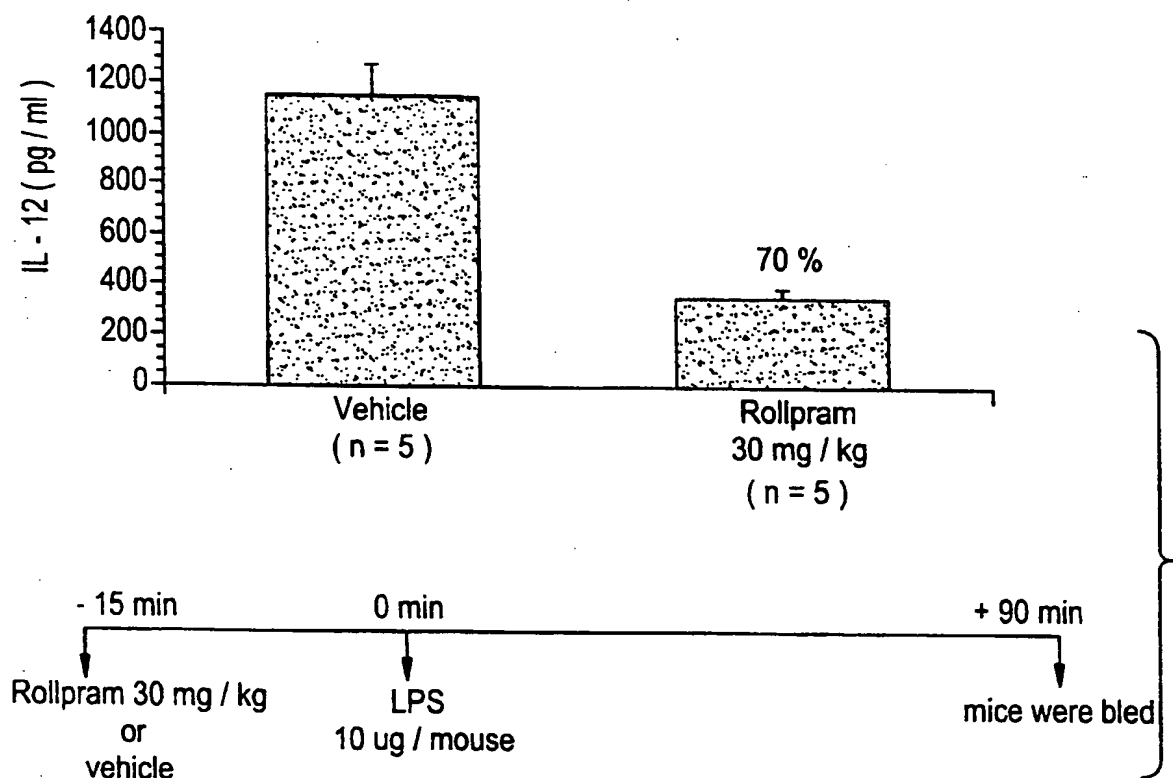 IL - 12 ( pg / ml )
1400
1200
1000
800
600
400
200
0
70 %
Vehicle
( n = 5 )
Rollpram
30 mg / kg
( n = 5 )
- 15 min
0 min
+ 90 min
Rollpram 30 mg / kg
or
vehicle
LPS
10 ug / mouse
mice were bled